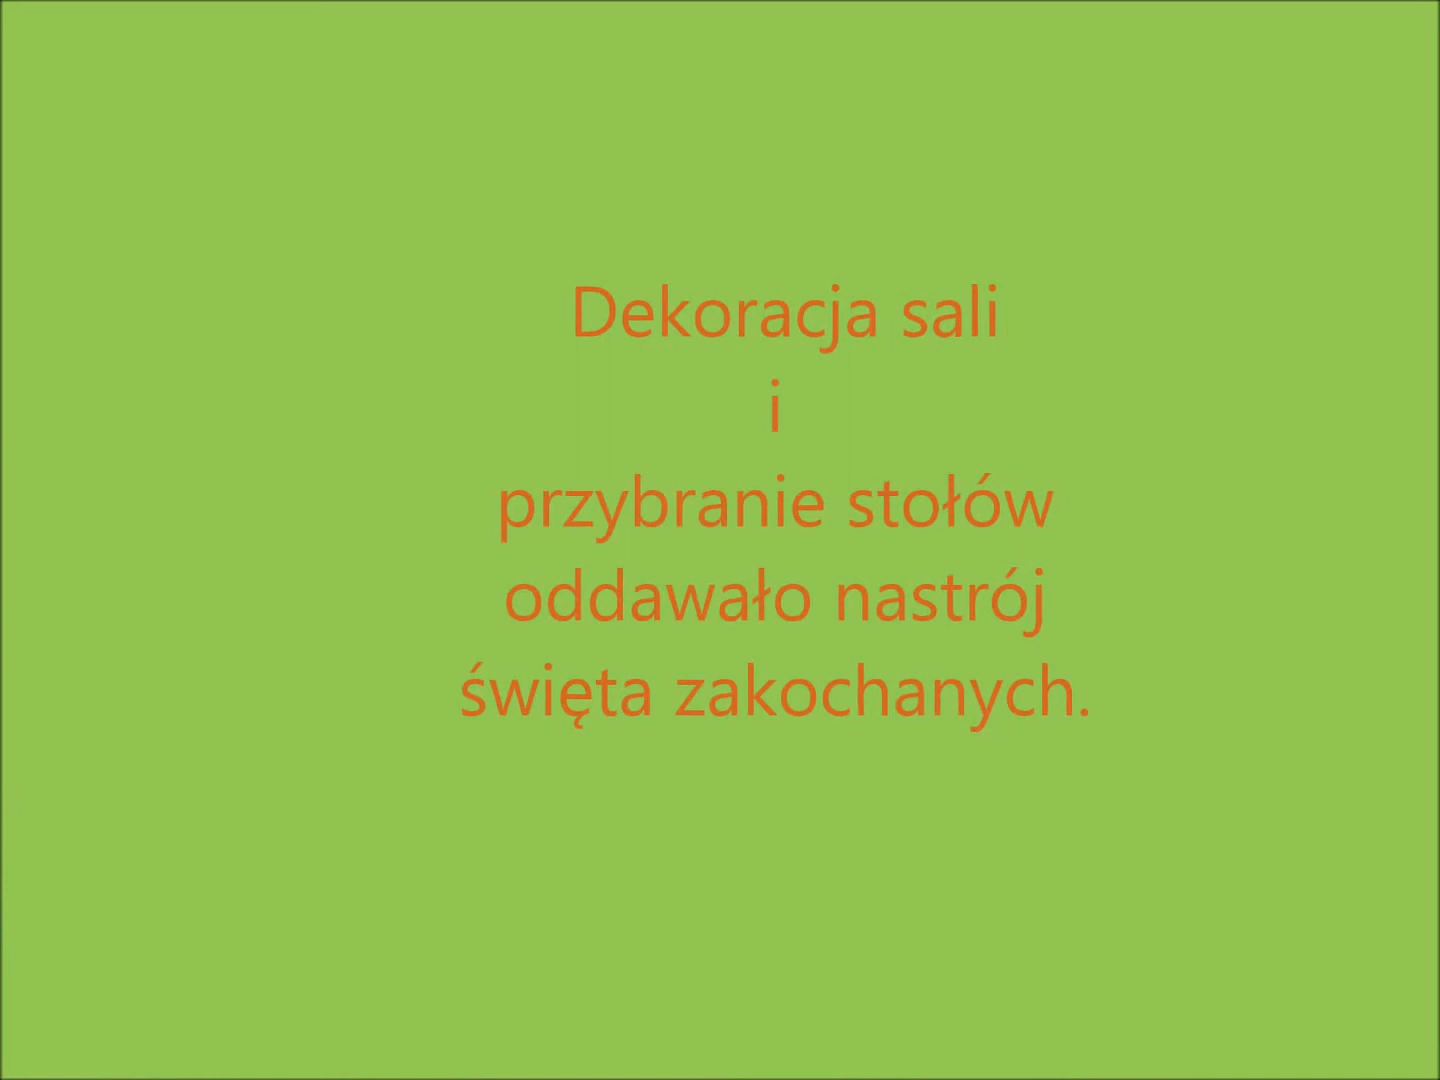 Dekoracja sali
i
przybranie stołów
oddawało nastrój
święta zakochanych.